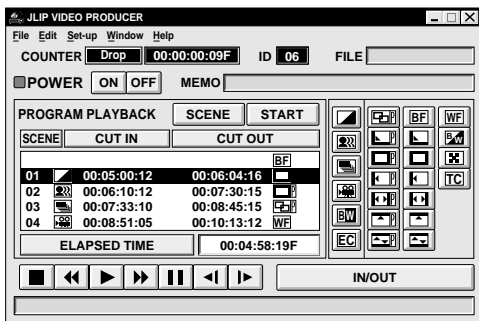 JLIP VIDEO PRODUCER
File Edit Set-up Window Help
COUNTER Drop 00:00:00:09F ID 06 FILE
POWER ON OFF MEMO
PROGRAM PLAYBACK SCENE START
SCENE CUT IN CUT OUT
BF
01 00:05:00:12 00:06:04:16
02 00:06:10:12 00:07:30:15 P
03 00:07:33:10 00:08:45:15 P
04 00:08:51:05 00:10:13:12 WF
ELAPSED TIME 00:04:58:19F
P BF WF
P B/W
P
P TC
P
BW P
EC P
IN/OUT